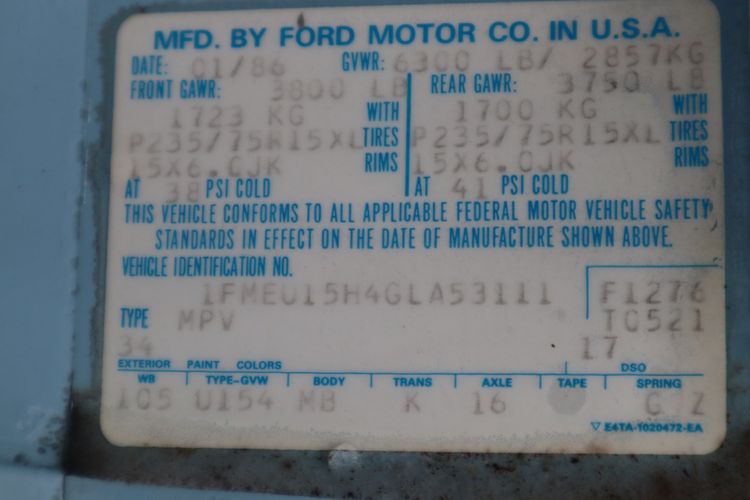 MFD. BY FORD MOTOR CO. IN U.S.A.
DATE: 01/86 GVWR: 6300 LB/ 2857KG
FRONT GAWR: 3800 LB REAR GAWR: 3750 LB
1723 KG WITH 1700 KG WITH
P235/75R15XL TIRES P235/75R15XL TIRES
15X6.0JK RIMS 15X6.0JK RIMS
AT 38 PSI COLD AT 41 PSI COLD
THIS VEHICLE CONFORMS TO ALL APPLICABLE FEDERAL MOTOR VEHICLE SAFETY
STANDARDS IN EFFECT ON THE DATE OF MANUFACTURE SHOWN ABOVE.
VEHICLE IDENTIFICATION NO.
1FMEU15H4GLA53111 F1276
TYPE MPV T0521
34 17
EXTERIOR PAINT COLORS DSO
WB TYPE-GVW BODY TRANS AXLE TAPE SPRING
105 U154 MB K 16 C Z
▽ E4TA-1020472-EA